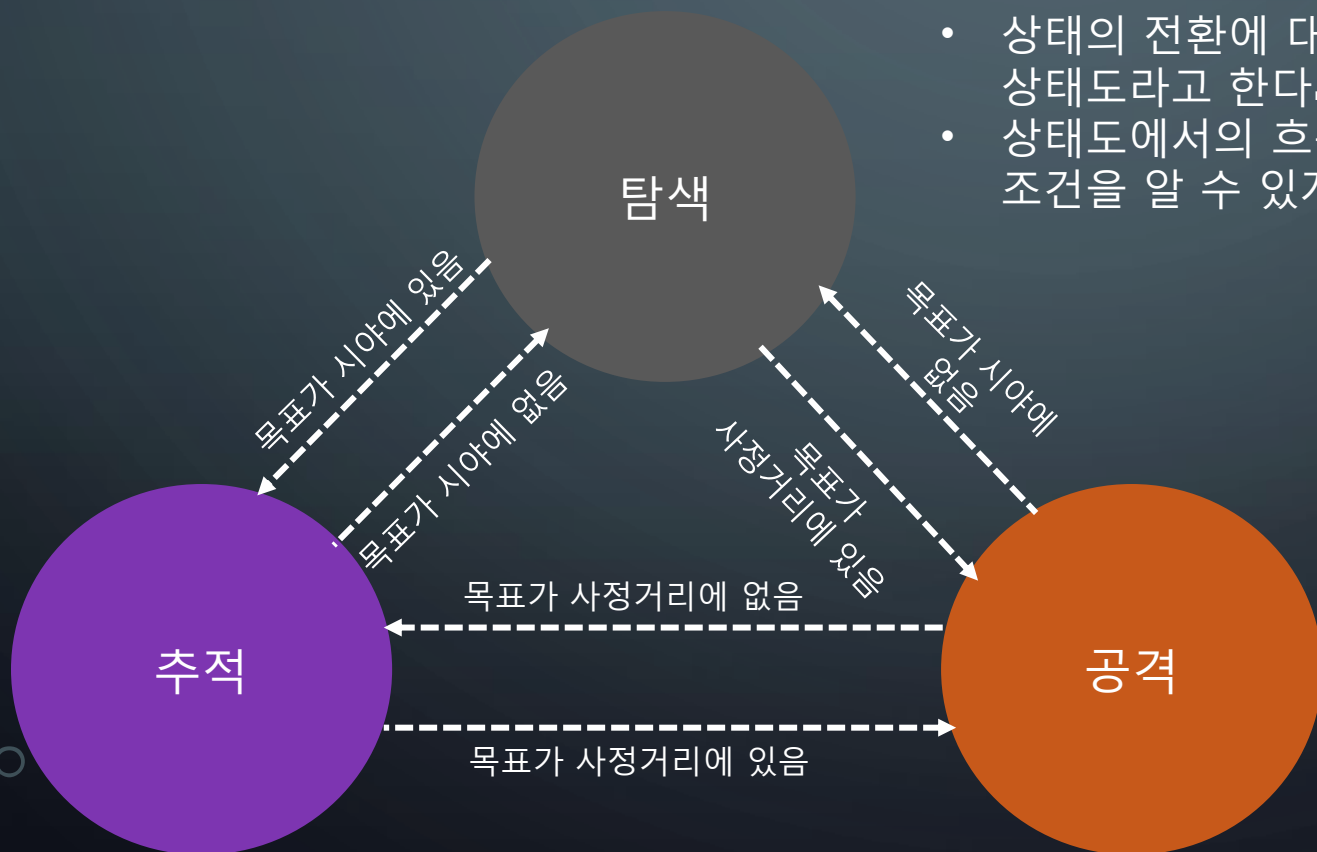 • 상태의 전환에
상태도라고 한다
• 상태도에서의
조건을 알 수
탐색
목표가 시야에 있음
목표가 시야에 없음
목표가 시야에
없음
목표가
사정거리에 있음
목표가 사정거리에 없음
추적
공격
목표가 사정거리에 있음